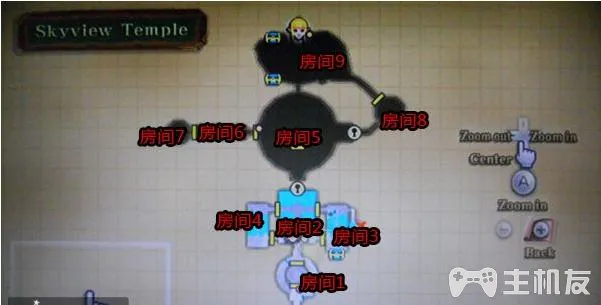 Skyview Temple
房间9
房间8
房间7
房间6
房间5
Zoom out
Zoom in
Center
A
房间4
房间2
房间3
Zoom in
Back
房间1
主机友